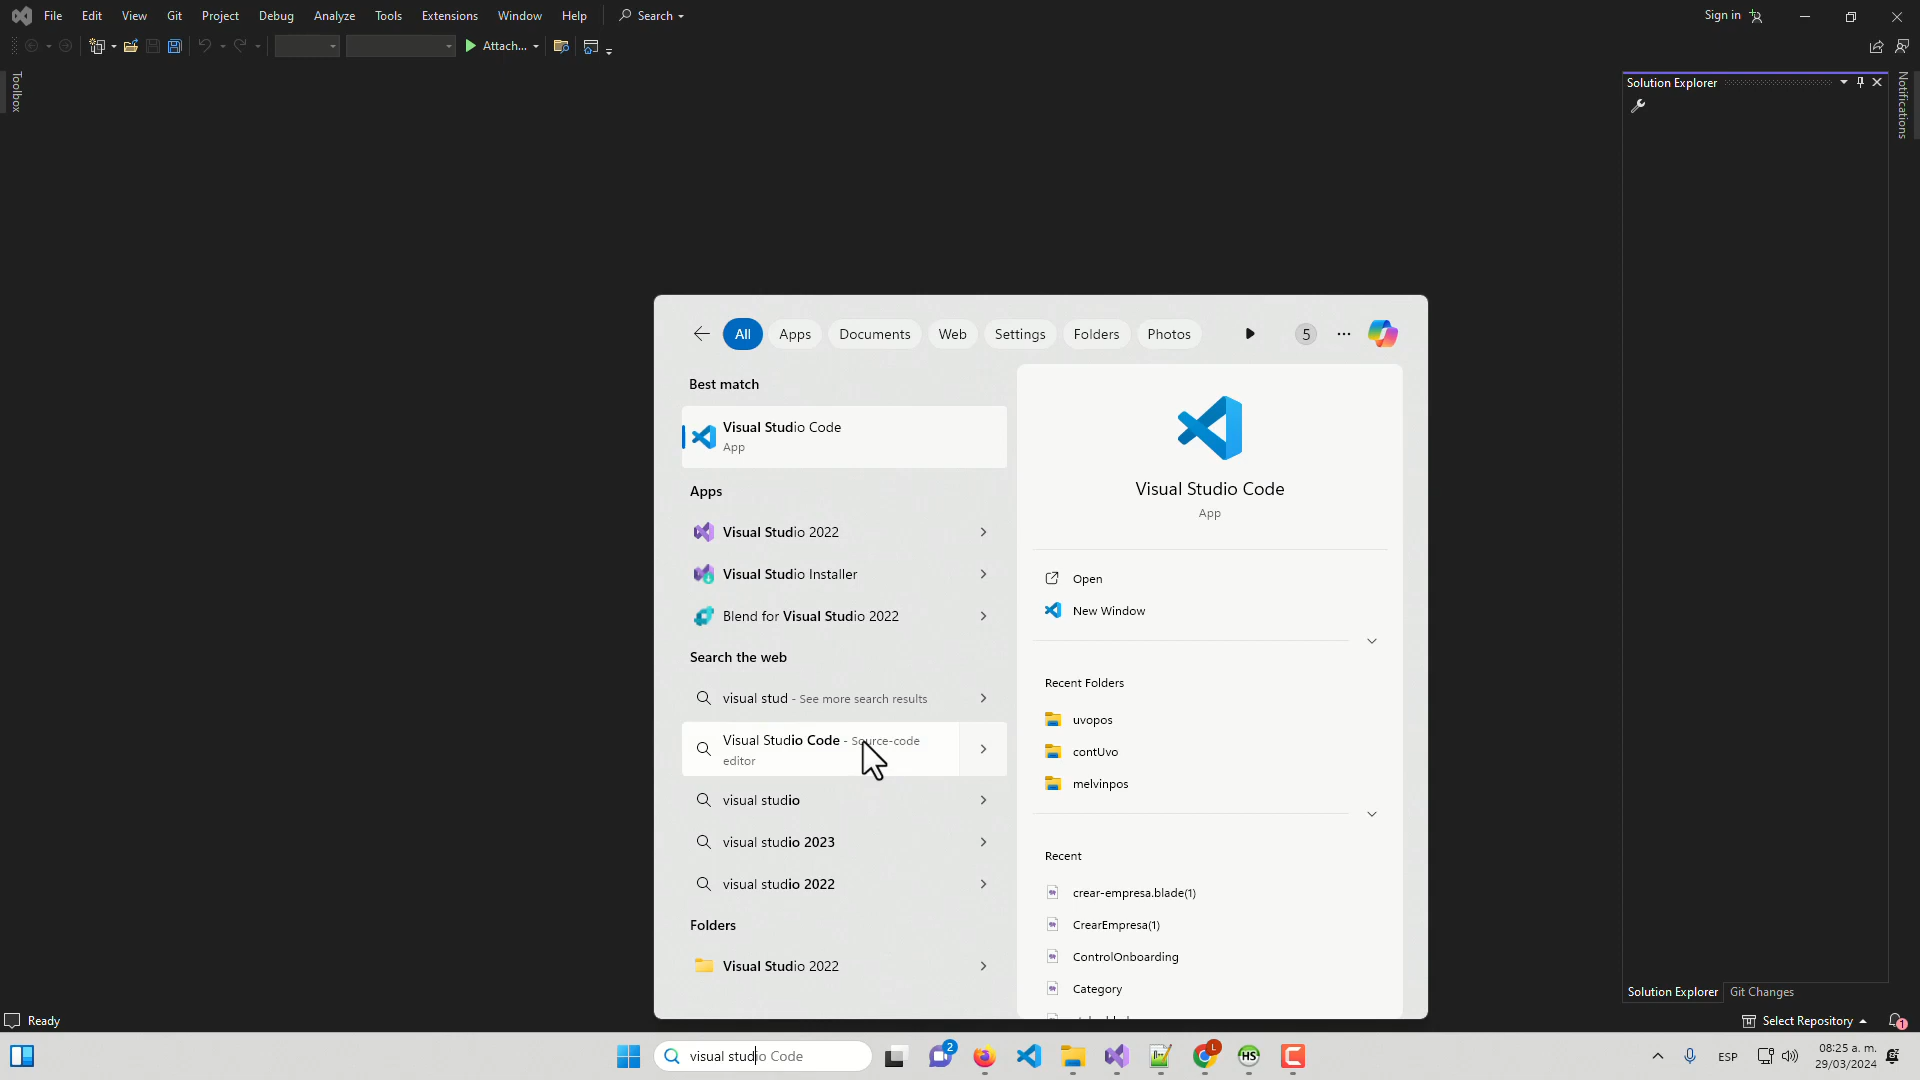 File Edit View Git Project Debug Analyze Tools Extensions Window Help Search Sign in
Attach...
Toolbox
Solution Explorer
Notifications
All Apps Documents Web Settings Folders Photos 5
Best match
Visual Studio Code
App
Apps
Visual Studio 2022
Visual Studio Installer
Blend for Visual Studio 2022
Search the web
visual stud - See more search results
Visual Studio Code - Source-code
editor
visual studio
visual studio 2023
visual studio 2022
Folders
Visual Studio 2022
Visual Studio Code
App
Open
New Window
Recent Folders
uvopos
contUvo
melvinpos
Recent
crear-empresa.blade(1)
CrearEmpresa(1)
ControlOnboarding
Category
Solution Explorer Git Changes
Ready
Select Repository 1
visual studio Code
2
L
HS
ESP
08:25 a. m.
29/03/2024